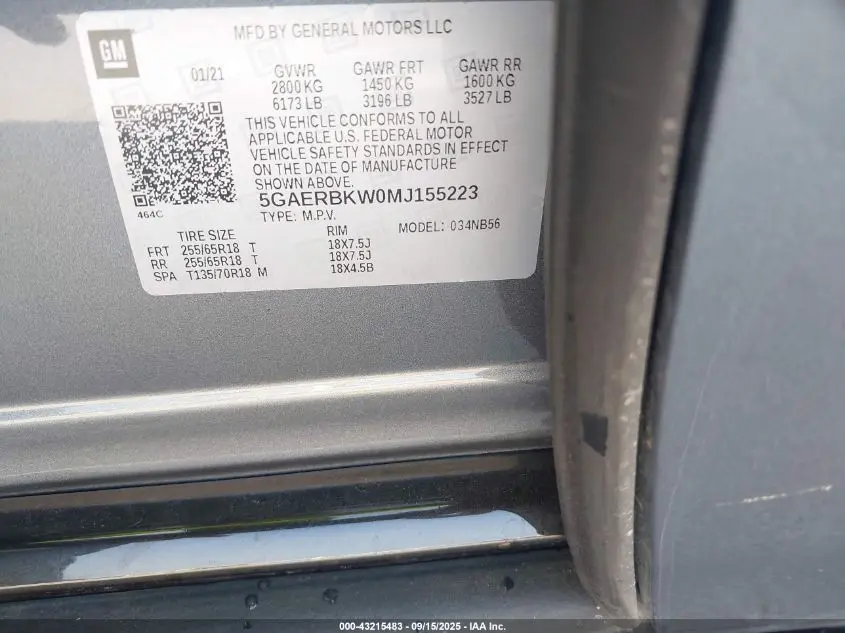 MFD BY GENERAL MOTORS LLC
GM
01/21 GVWR GAWR FRT GAWR RR
2800 KG 1450 KG 1600 KG
6173 LB 3196 LB 3527 LB
THIS VEHICLE CONFORMS TO ALL
APPLICABLE U.S. FEDERAL MOTOR
VEHICLE SAFETY STANDARDS IN EFFECT
ON THE DATE OF MANUFACTURE
SHOWN ABOVE.
464C
5GAERBKW0MJ155223
TYPE: M.P.V. MODEL: 034NB56
TIRE SIZE RIM
FRT 255/65R18 T 18X7.5J
RR 255/65R18 T 18X7.5J
SPA T135/70R18 M 18X4.5B
000-43215483 - 09/15/2025 - IAA Inc.